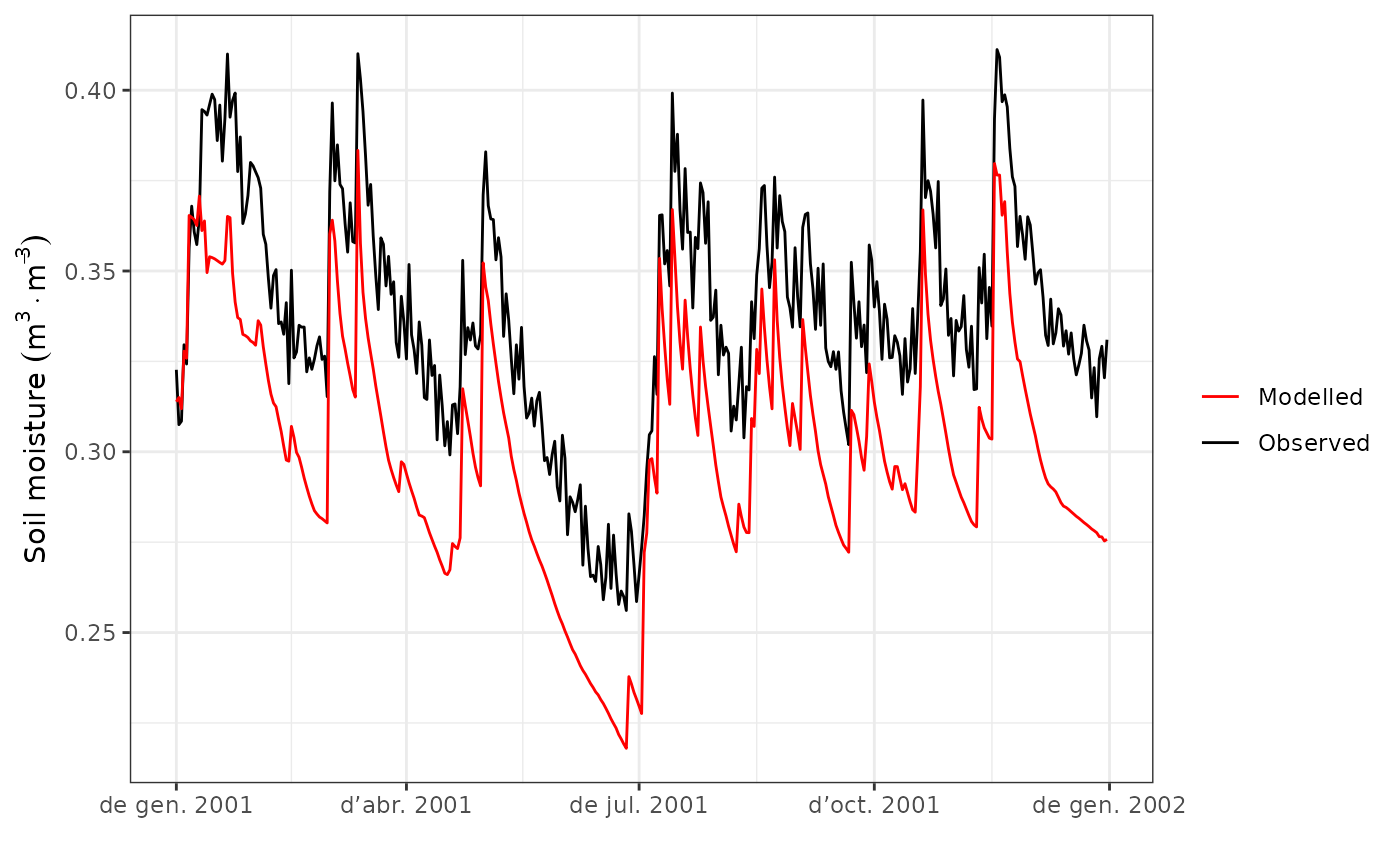 Soil moisture (m³ · m⁻³)
0.40
0.35
0.30
0.25
de gen. 2001 d’abr. 2001 de jul. 2001 d’oct. 2001 de gen. 2002
Modelled
Observed